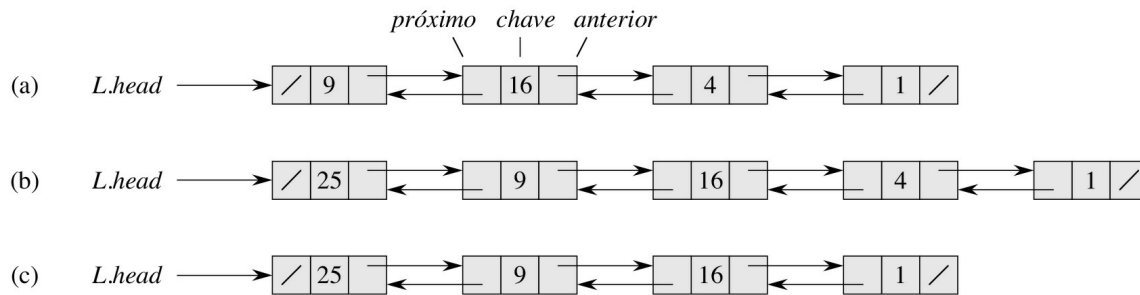 próximo chave anterior
(a) L.head / 9 16 4 1 /
(b) L.head / 25 9 16 4 1 /
(c) L.head / 25 9 16 1 /